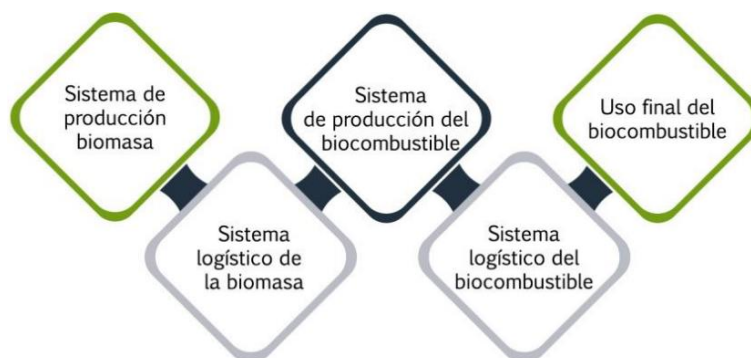 Sistema de
producción
biomasa
Sistema
logístico de
la biomasa
Sistema
de producción del
biocombustible
Sistema
logístico del
biocombustible
Uso final del
biocombustible